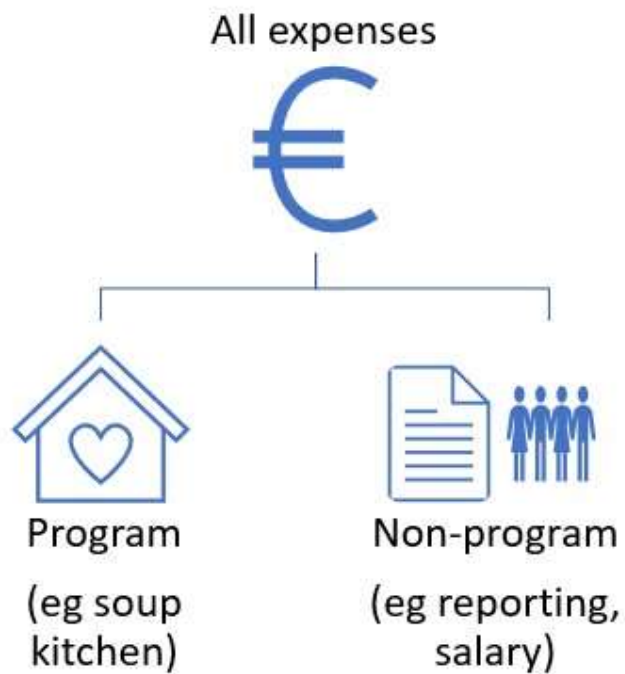 All expenses
€
Program
(eg soup
kitchen)
Non-program
(eg reporting,
salary)